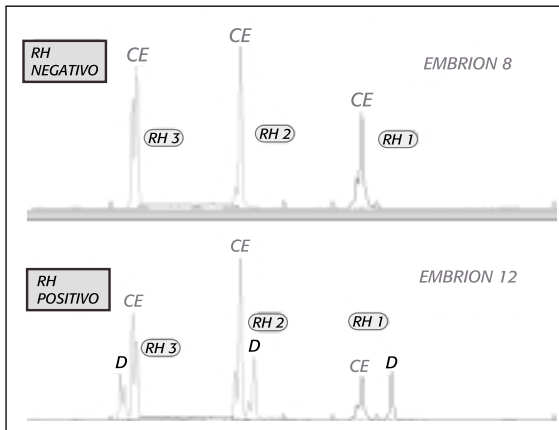 RH
NEGATIVO
CE
CE
EMBRION 8
CE
RH 3
RH 2
RH 1
RH
POSITIVO
CE
EMBRION 12
CE
RH 2
RH 1
D
RH 3
D
CE
D